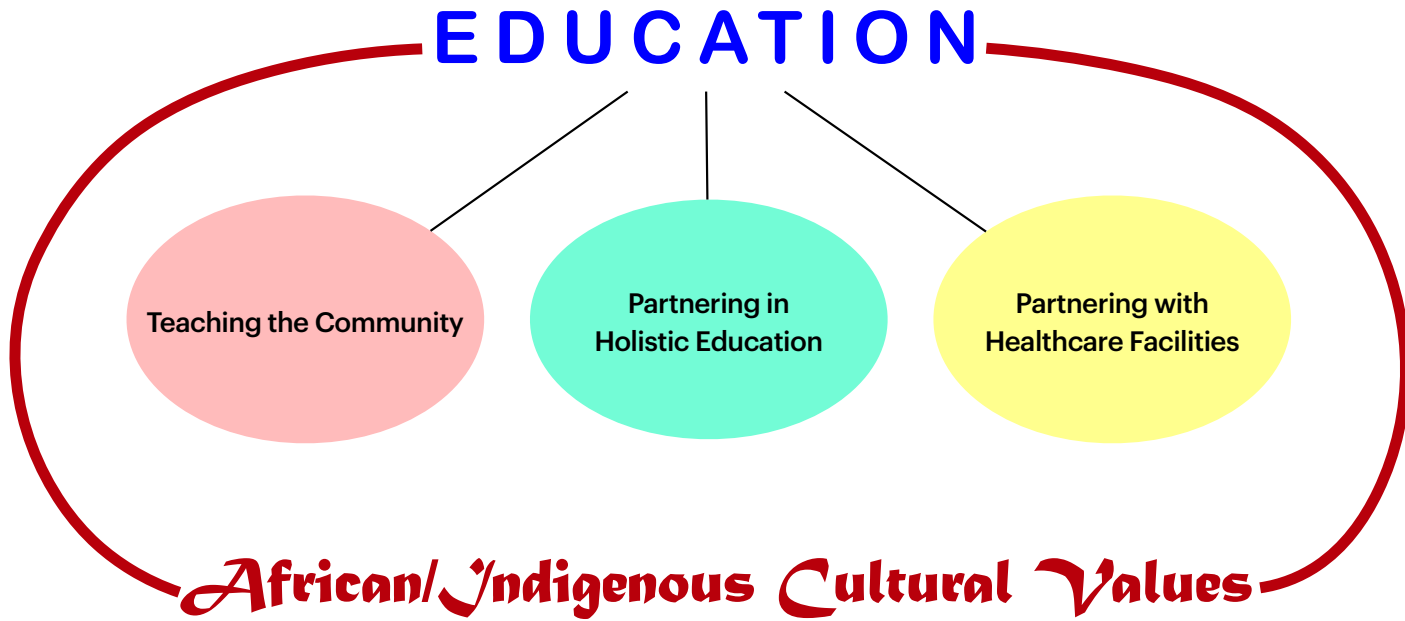 EDUCATION
Teaching the Community
Partnering in
Holistic Education
Partnering with
Healthcare Facilities
African/Indigenous Cultural Values